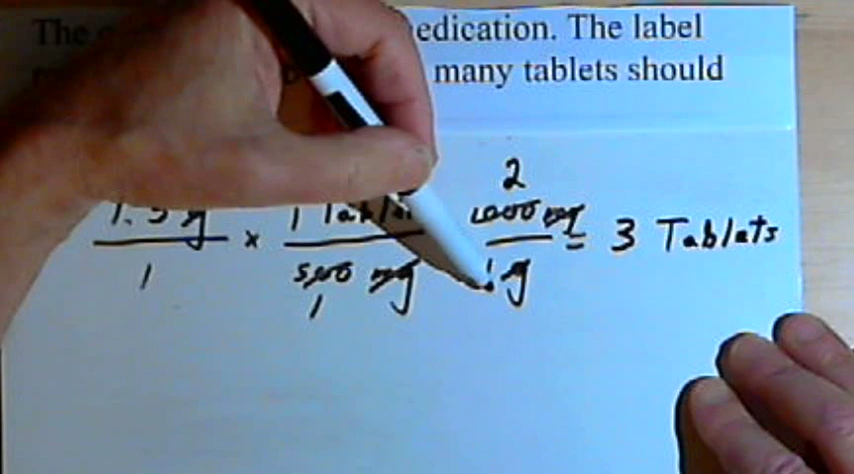 The edication. The label
many tablets should
2
1.5 g 1 Tablet 1000 mg
x = 3 Tablets
1 500 mg 1 g
1